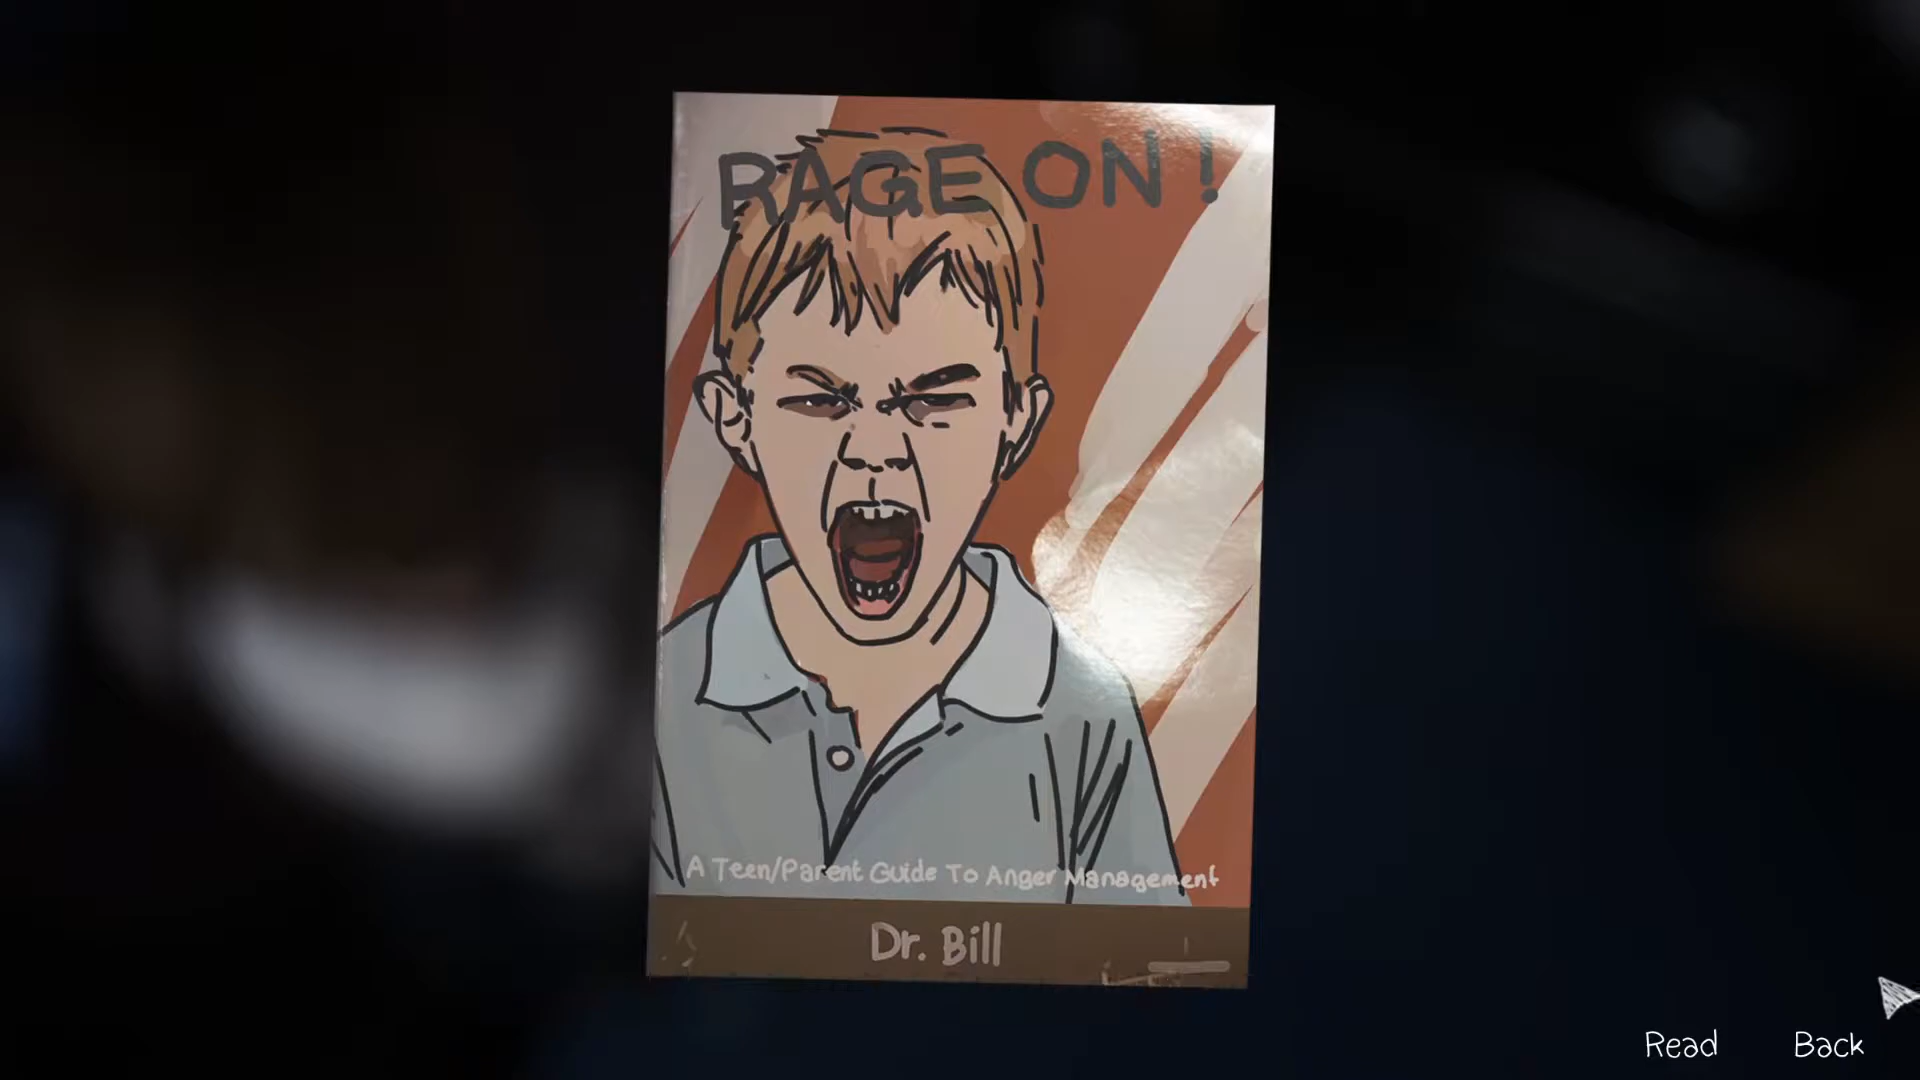 RAGE ON!
A Teen/Parent Guide To Anger Management
Dr. Bill
Read Back